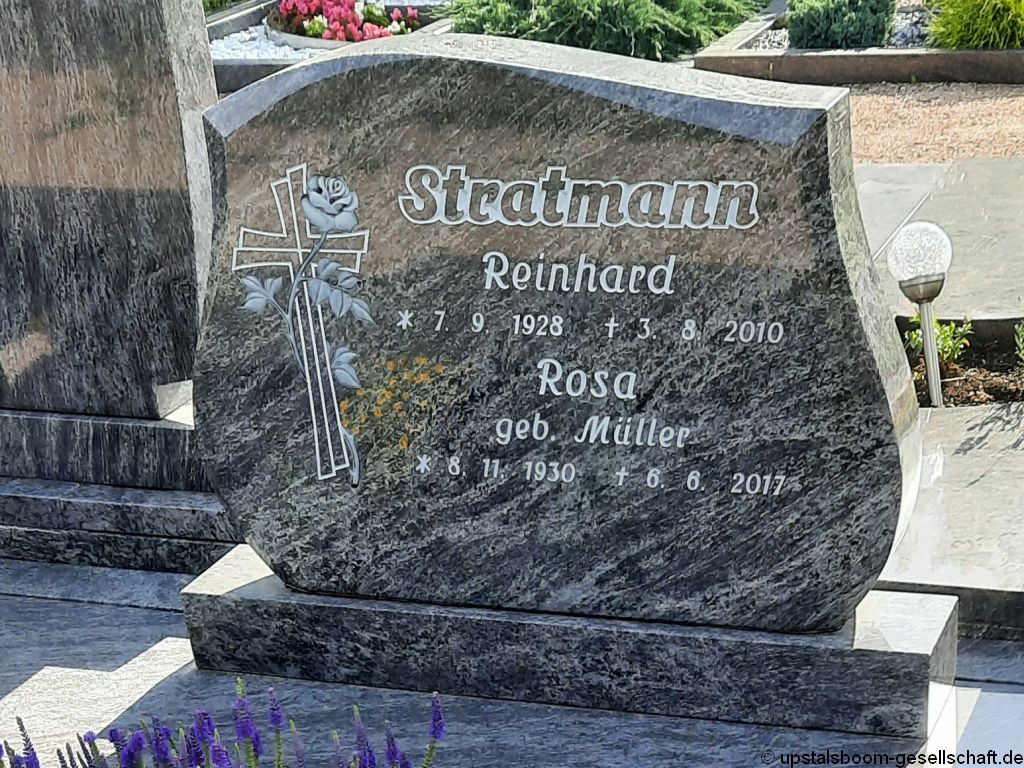 Stratmann
Reinhard
* 7. 9. 1928 † 3. 8. 2010
Rosa
geb. Müller
* 8. 11. 1930 † 6. 6. 2017
© upstalsboom-gesellschaft.de